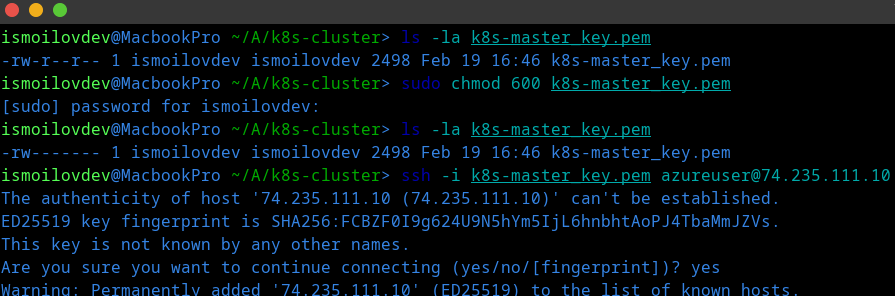 ismoilovdev@MacbookPro ~/A/k8s-cluster> ls -la k8s-master_key.pem
-rw-r--r-- 1 ismoilovdev ismoilovdev 2498 Feb 19 16:46 k8s-master_key.pem
ismoilovdev@MacbookPro ~/A/k8s-cluster> sudo chmod 600 k8s-master_key.pem
[sudo] password for ismoilovdev:
ismoilovdev@MacbookPro ~/A/k8s-cluster> ls -la k8s-master_key.pem
-rw------- 1 ismoilovdev ismoilovdev 2498 Feb 19 16:46 k8s-master_key.pem
ismoilovdev@MacbookPro ~/A/k8s-cluster> ssh -i k8s-master_key.pem azureuser@74.235.111.10
The authenticity of host '74.235.111.10 (74.235.111.10)' can't be established.
ED25519 key fingerprint is SHA256:FCBZF0I9g624U9N5hYm5IjL6hnbhtAoPJ4TbaMmJZVs.
This key is not known by any other names.
Are you sure you want to continue connecting (yes/no/[fingerprint])? yes
Warning: Permanently added '74.235.111.10' (ED25519) to the list of known hosts.